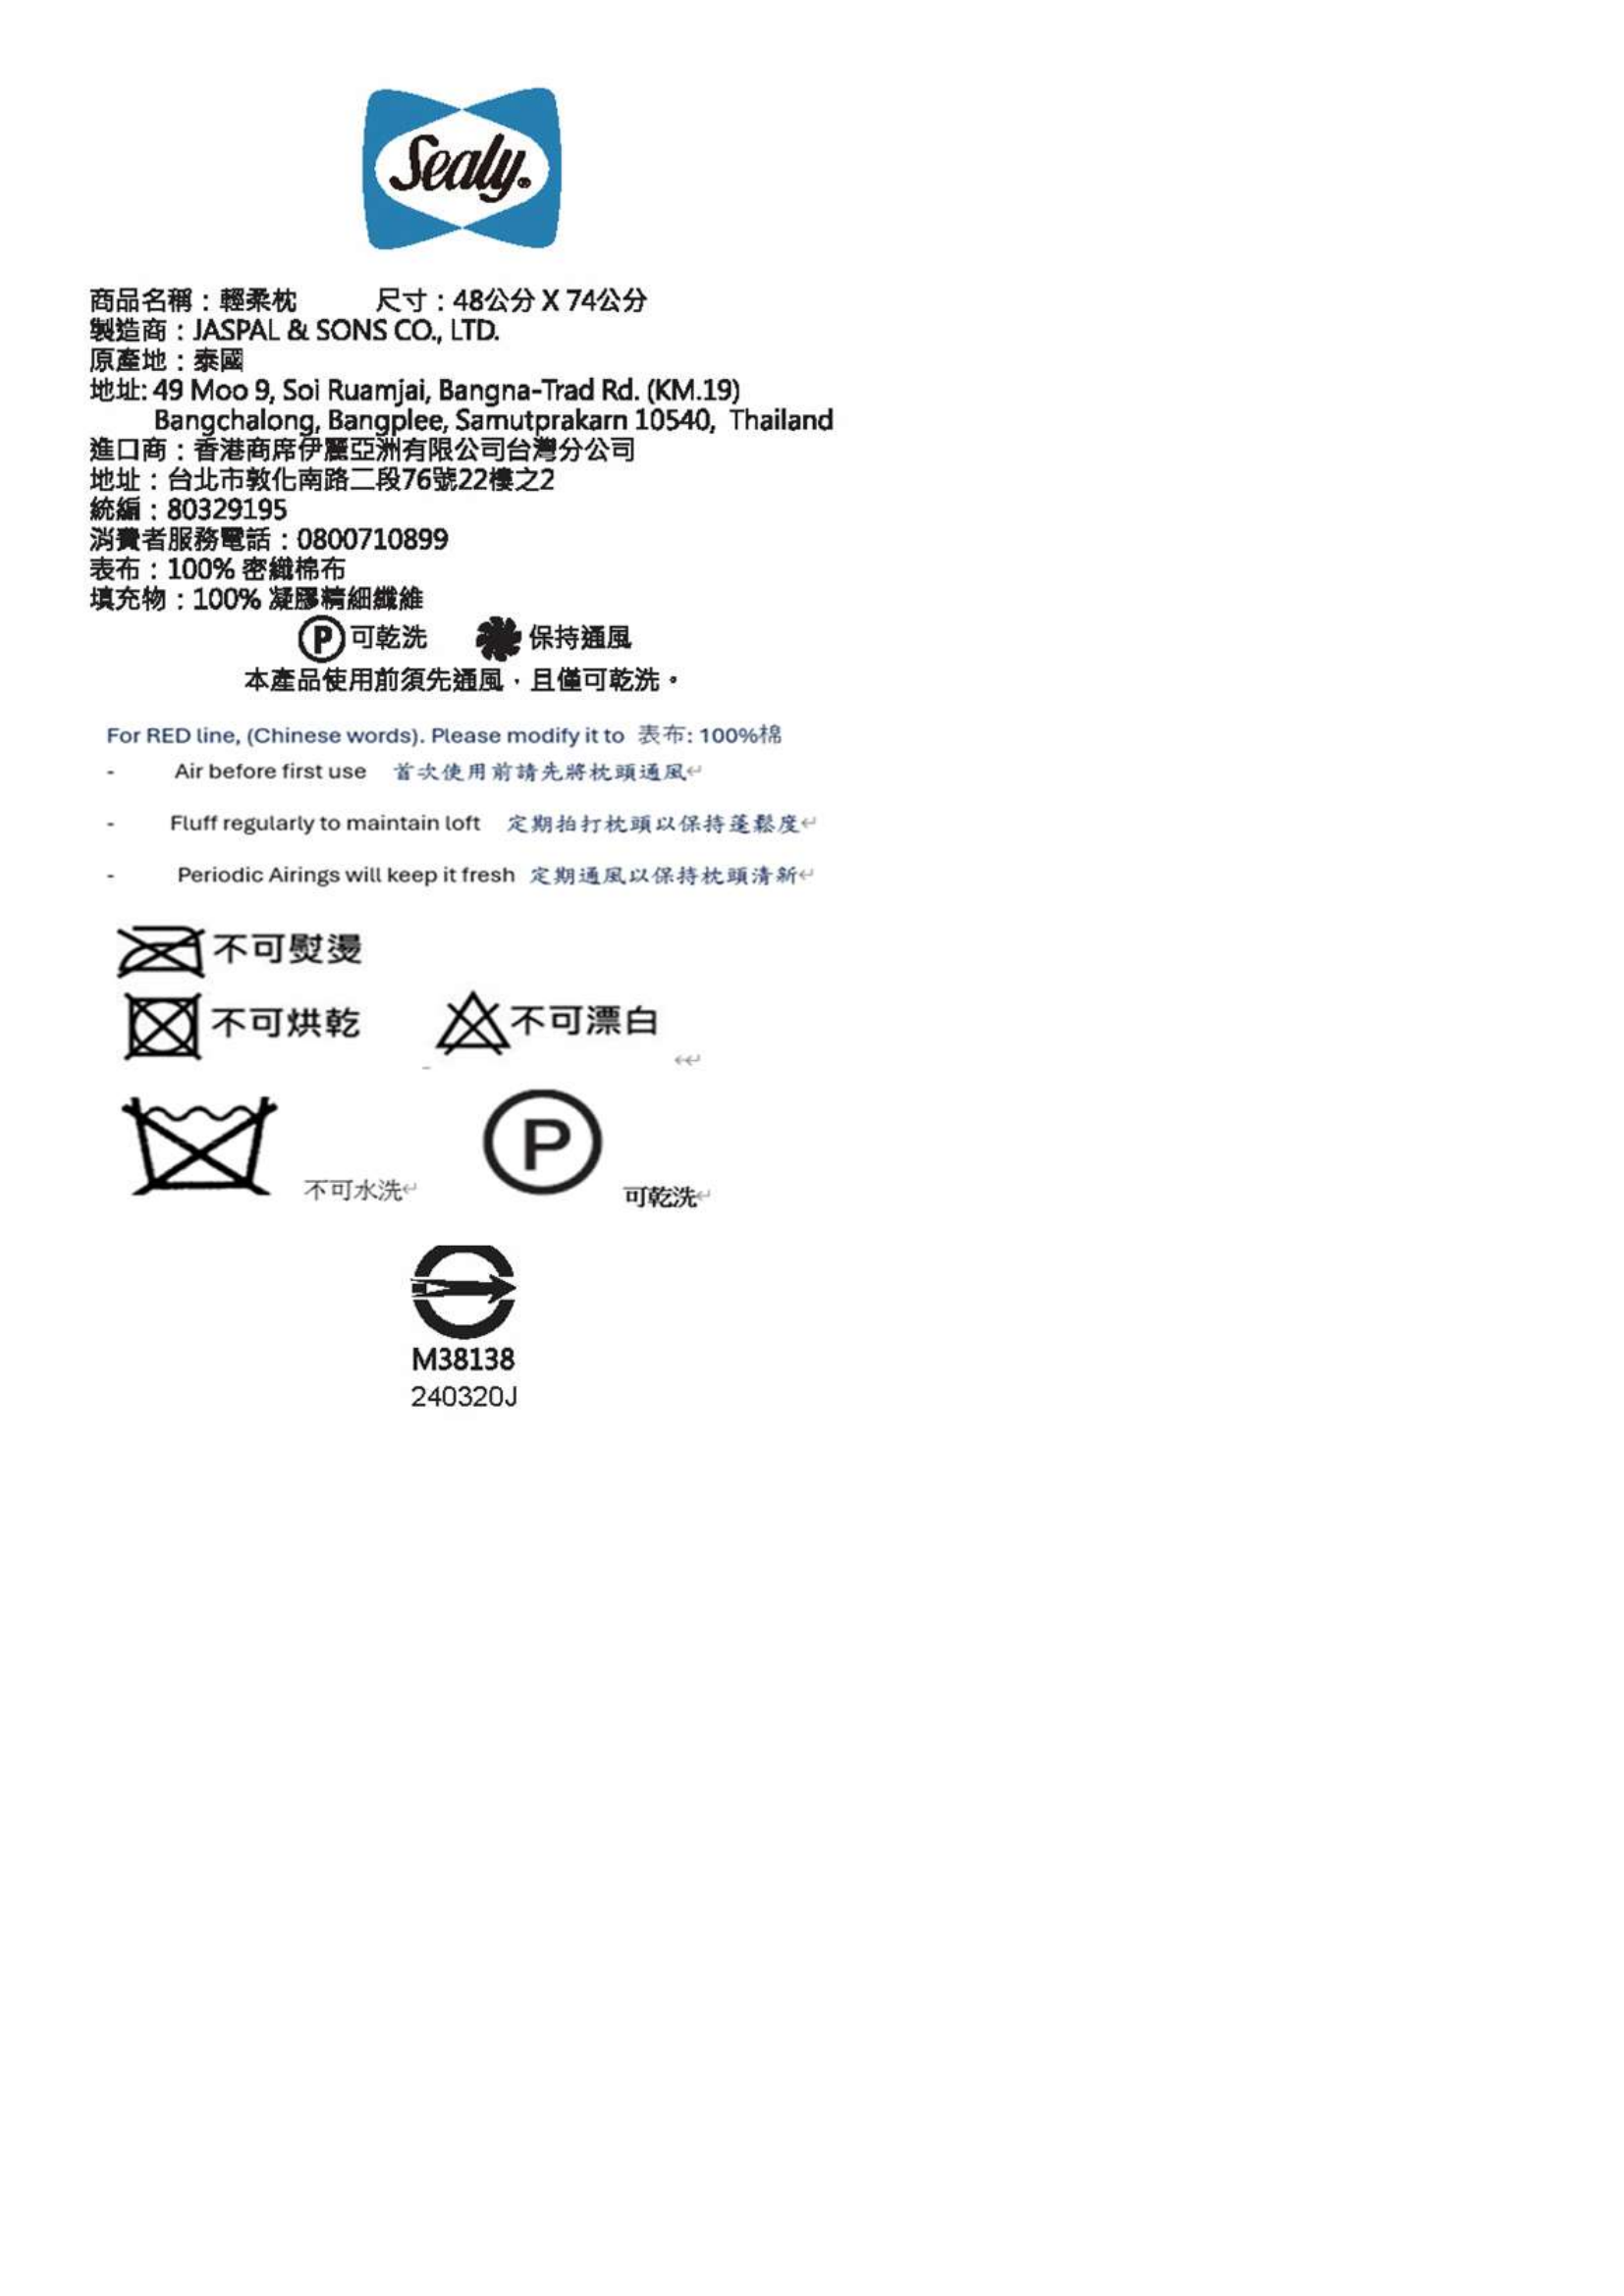 Sealy®
商品名稱：輕柔枕 尺寸：48公分 X 74公分
製造商：JASPAL & SONS CO., LTD.
原產地：泰國
地址: 49 Moo 9, Soi Ruamjai, Bangna-Trad Rd. (KM.19)
Bangchalong, Bangplee, Samutprakarn 10540, Thailand
進口商：香港商席伊麗亞洲有限公司台灣分公司
地址：台北市敦化南路二段76號22樓之2
統編：80329195
消費者服務電話：0800710899
表布：100% 密織棉布
填充物：100% 凝膠精細纖維
P 可乾洗 保持通風
本產品使用前須先通風，且僅可乾洗。
For RED line, (Chinese words). Please modify it to 表布: 100%棉
- Air before first use 首次使用前請先將枕頭通風
- Fluff regularly to maintain loft 定期拍打枕頭以保持蓬鬆度
- Periodic Airings will keep it fresh 定期通風以保持枕頭清新
不可熨燙
不可烘乾 不可漂白
不可水洗 P 可乾洗
M38138
240320J